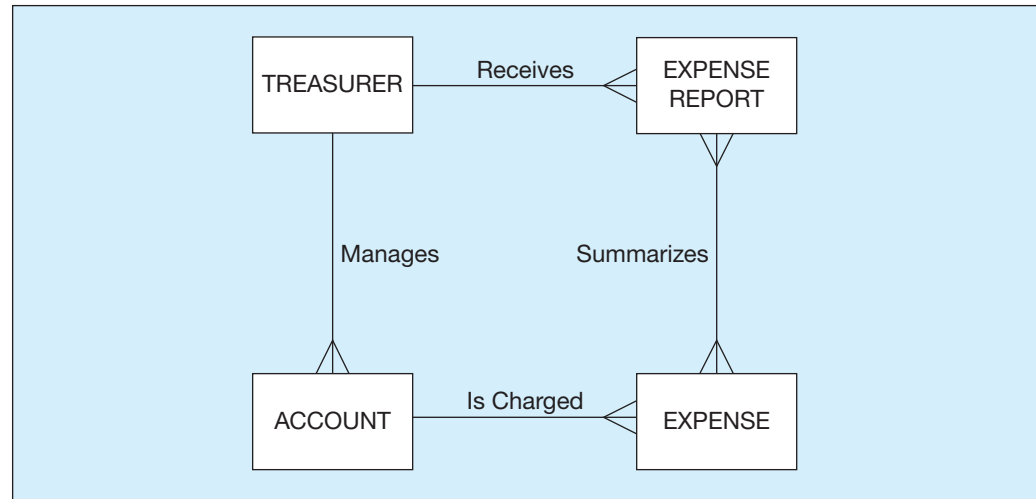 TREASURER
Receives
EXPENSE
REPORT
Manages
Summarizes
ACCOUNT
Is Charged
EXPENSE